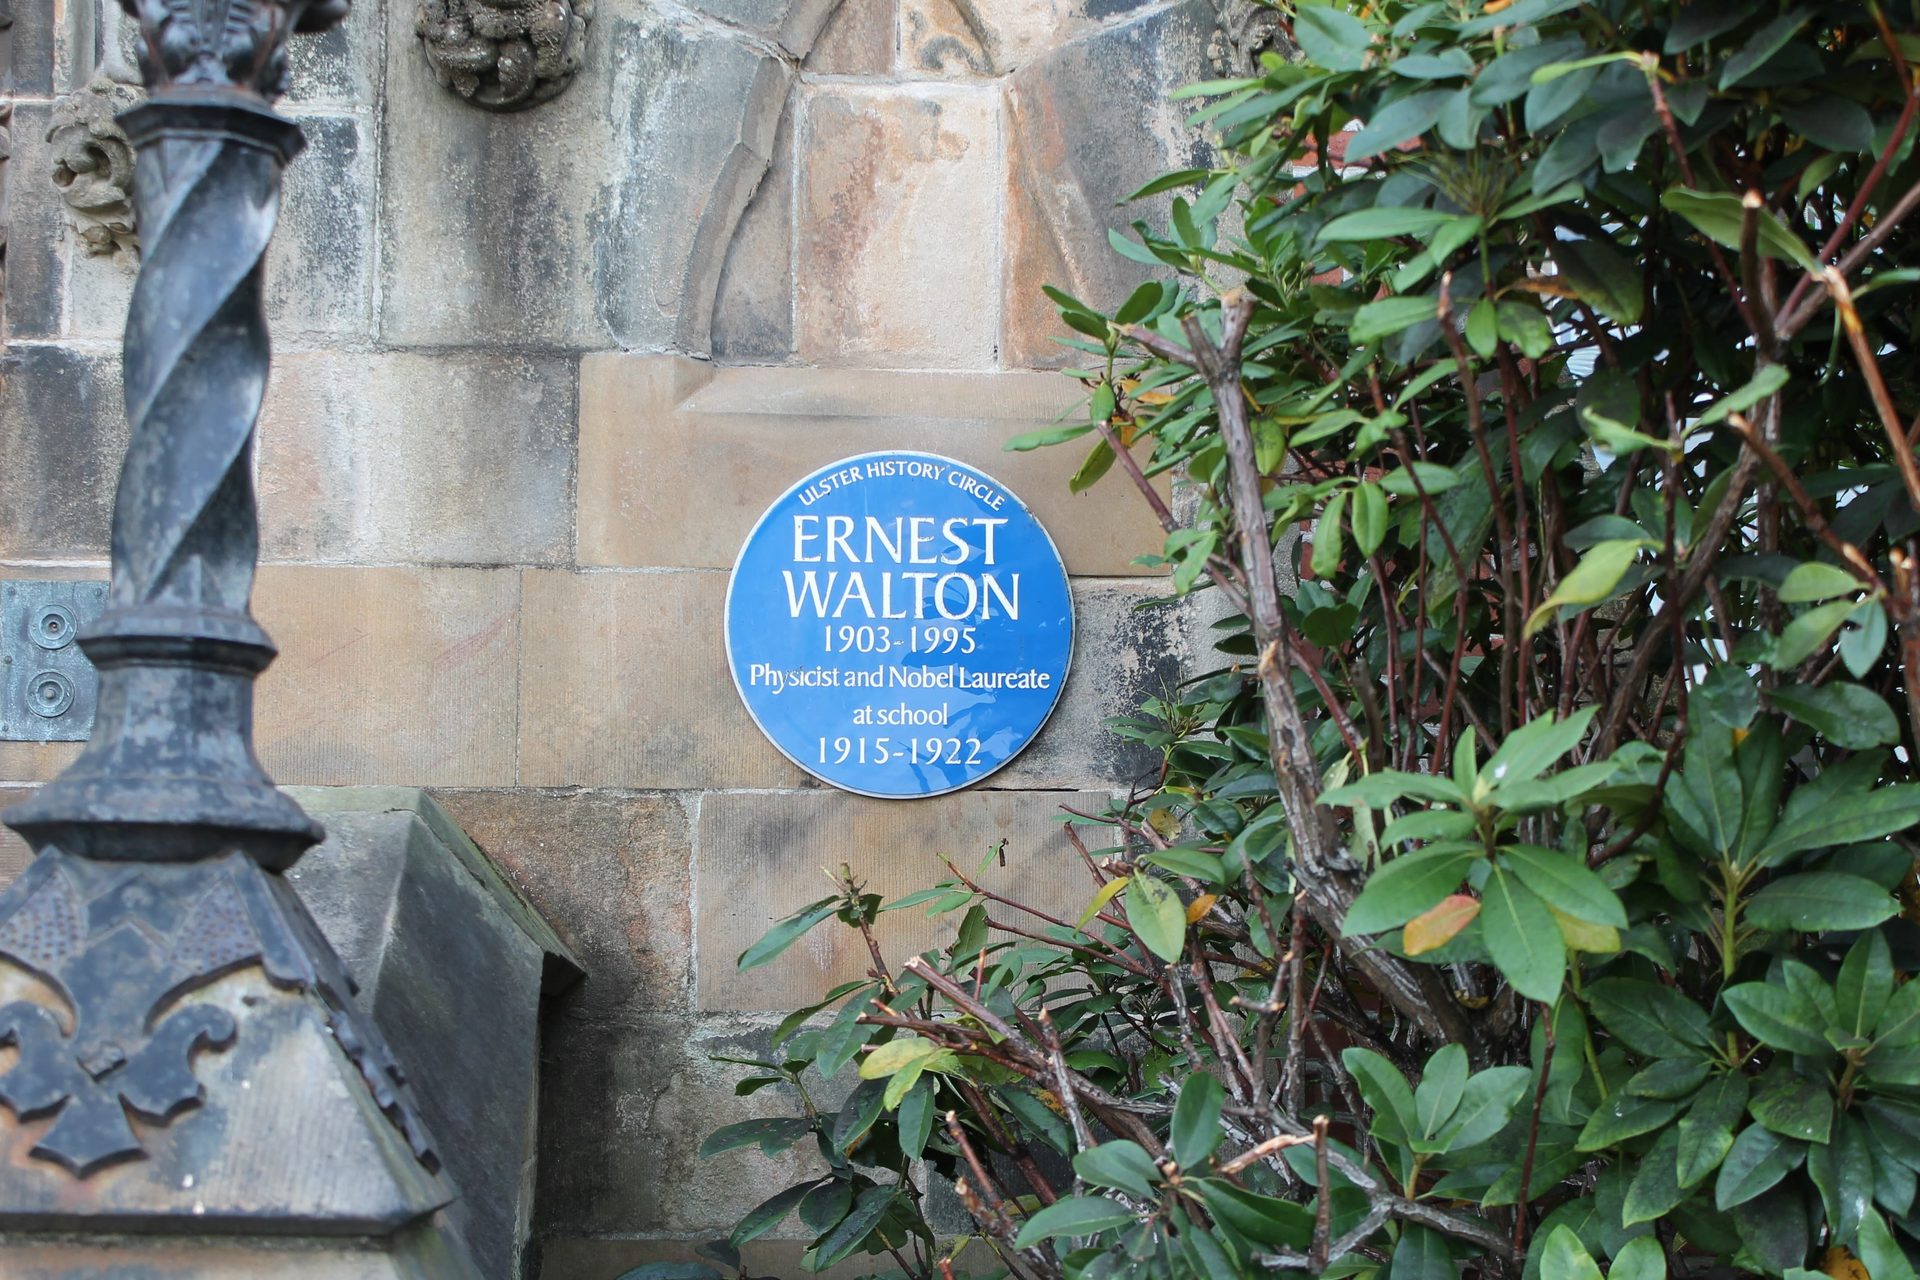 ULSTER HISTORY CIRCLE
ERNEST
WALTON
1903-1995
Physicist and Nobel Laureate
at school
1915-1922